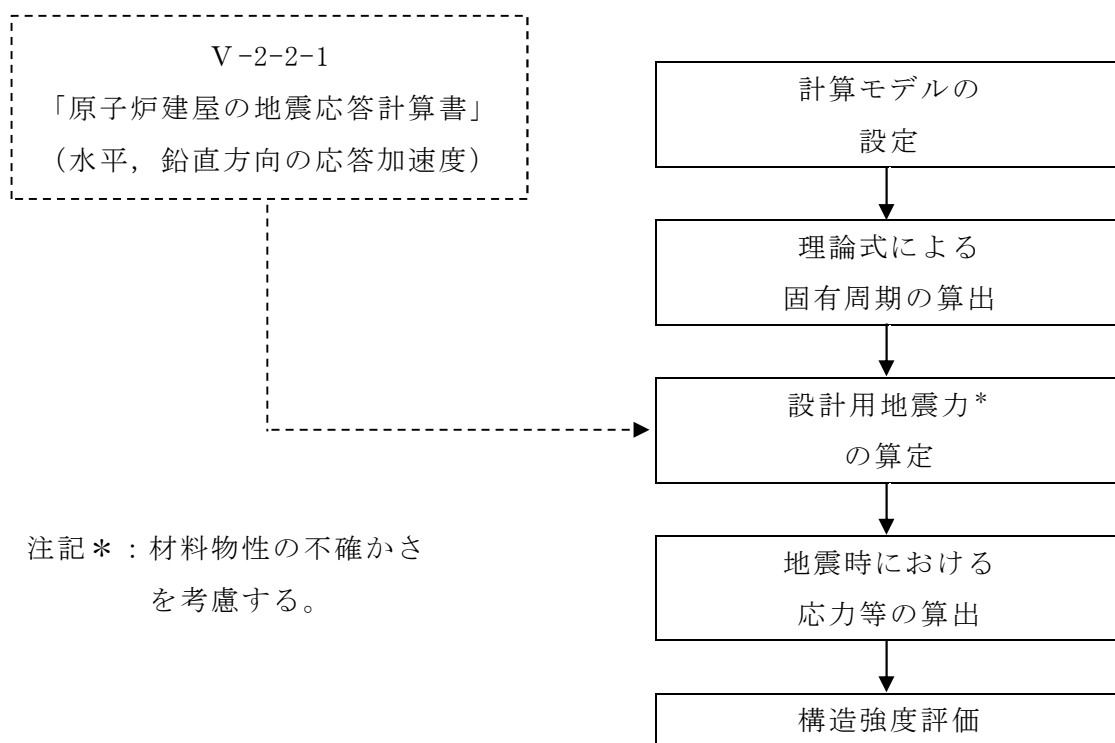 Ⅴ-2-2-1
「原子炉建屋の地震応答計算書」
（水平，鉛直方向の応答加速度）
計算モデルの
設定
理論式による
固有周期の算出
設計用地震力*
の算定
地震時における
応力等の算出
構造強度評価
注記＊：材料物性の不確かさ
を考慮する。